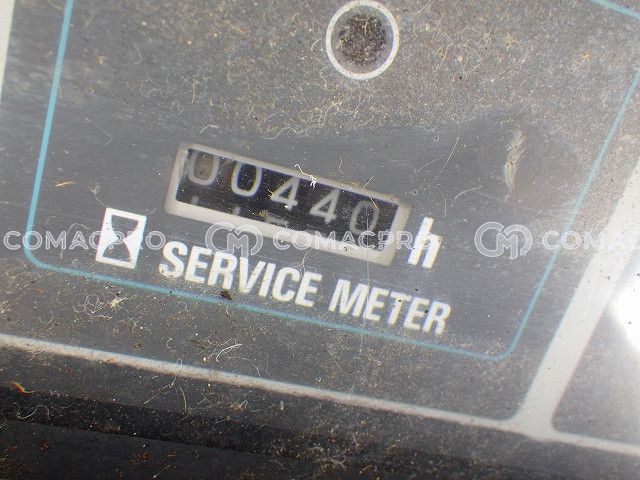 00440 h
COMACPRO COMACPRO COMAC
SERVICE METER